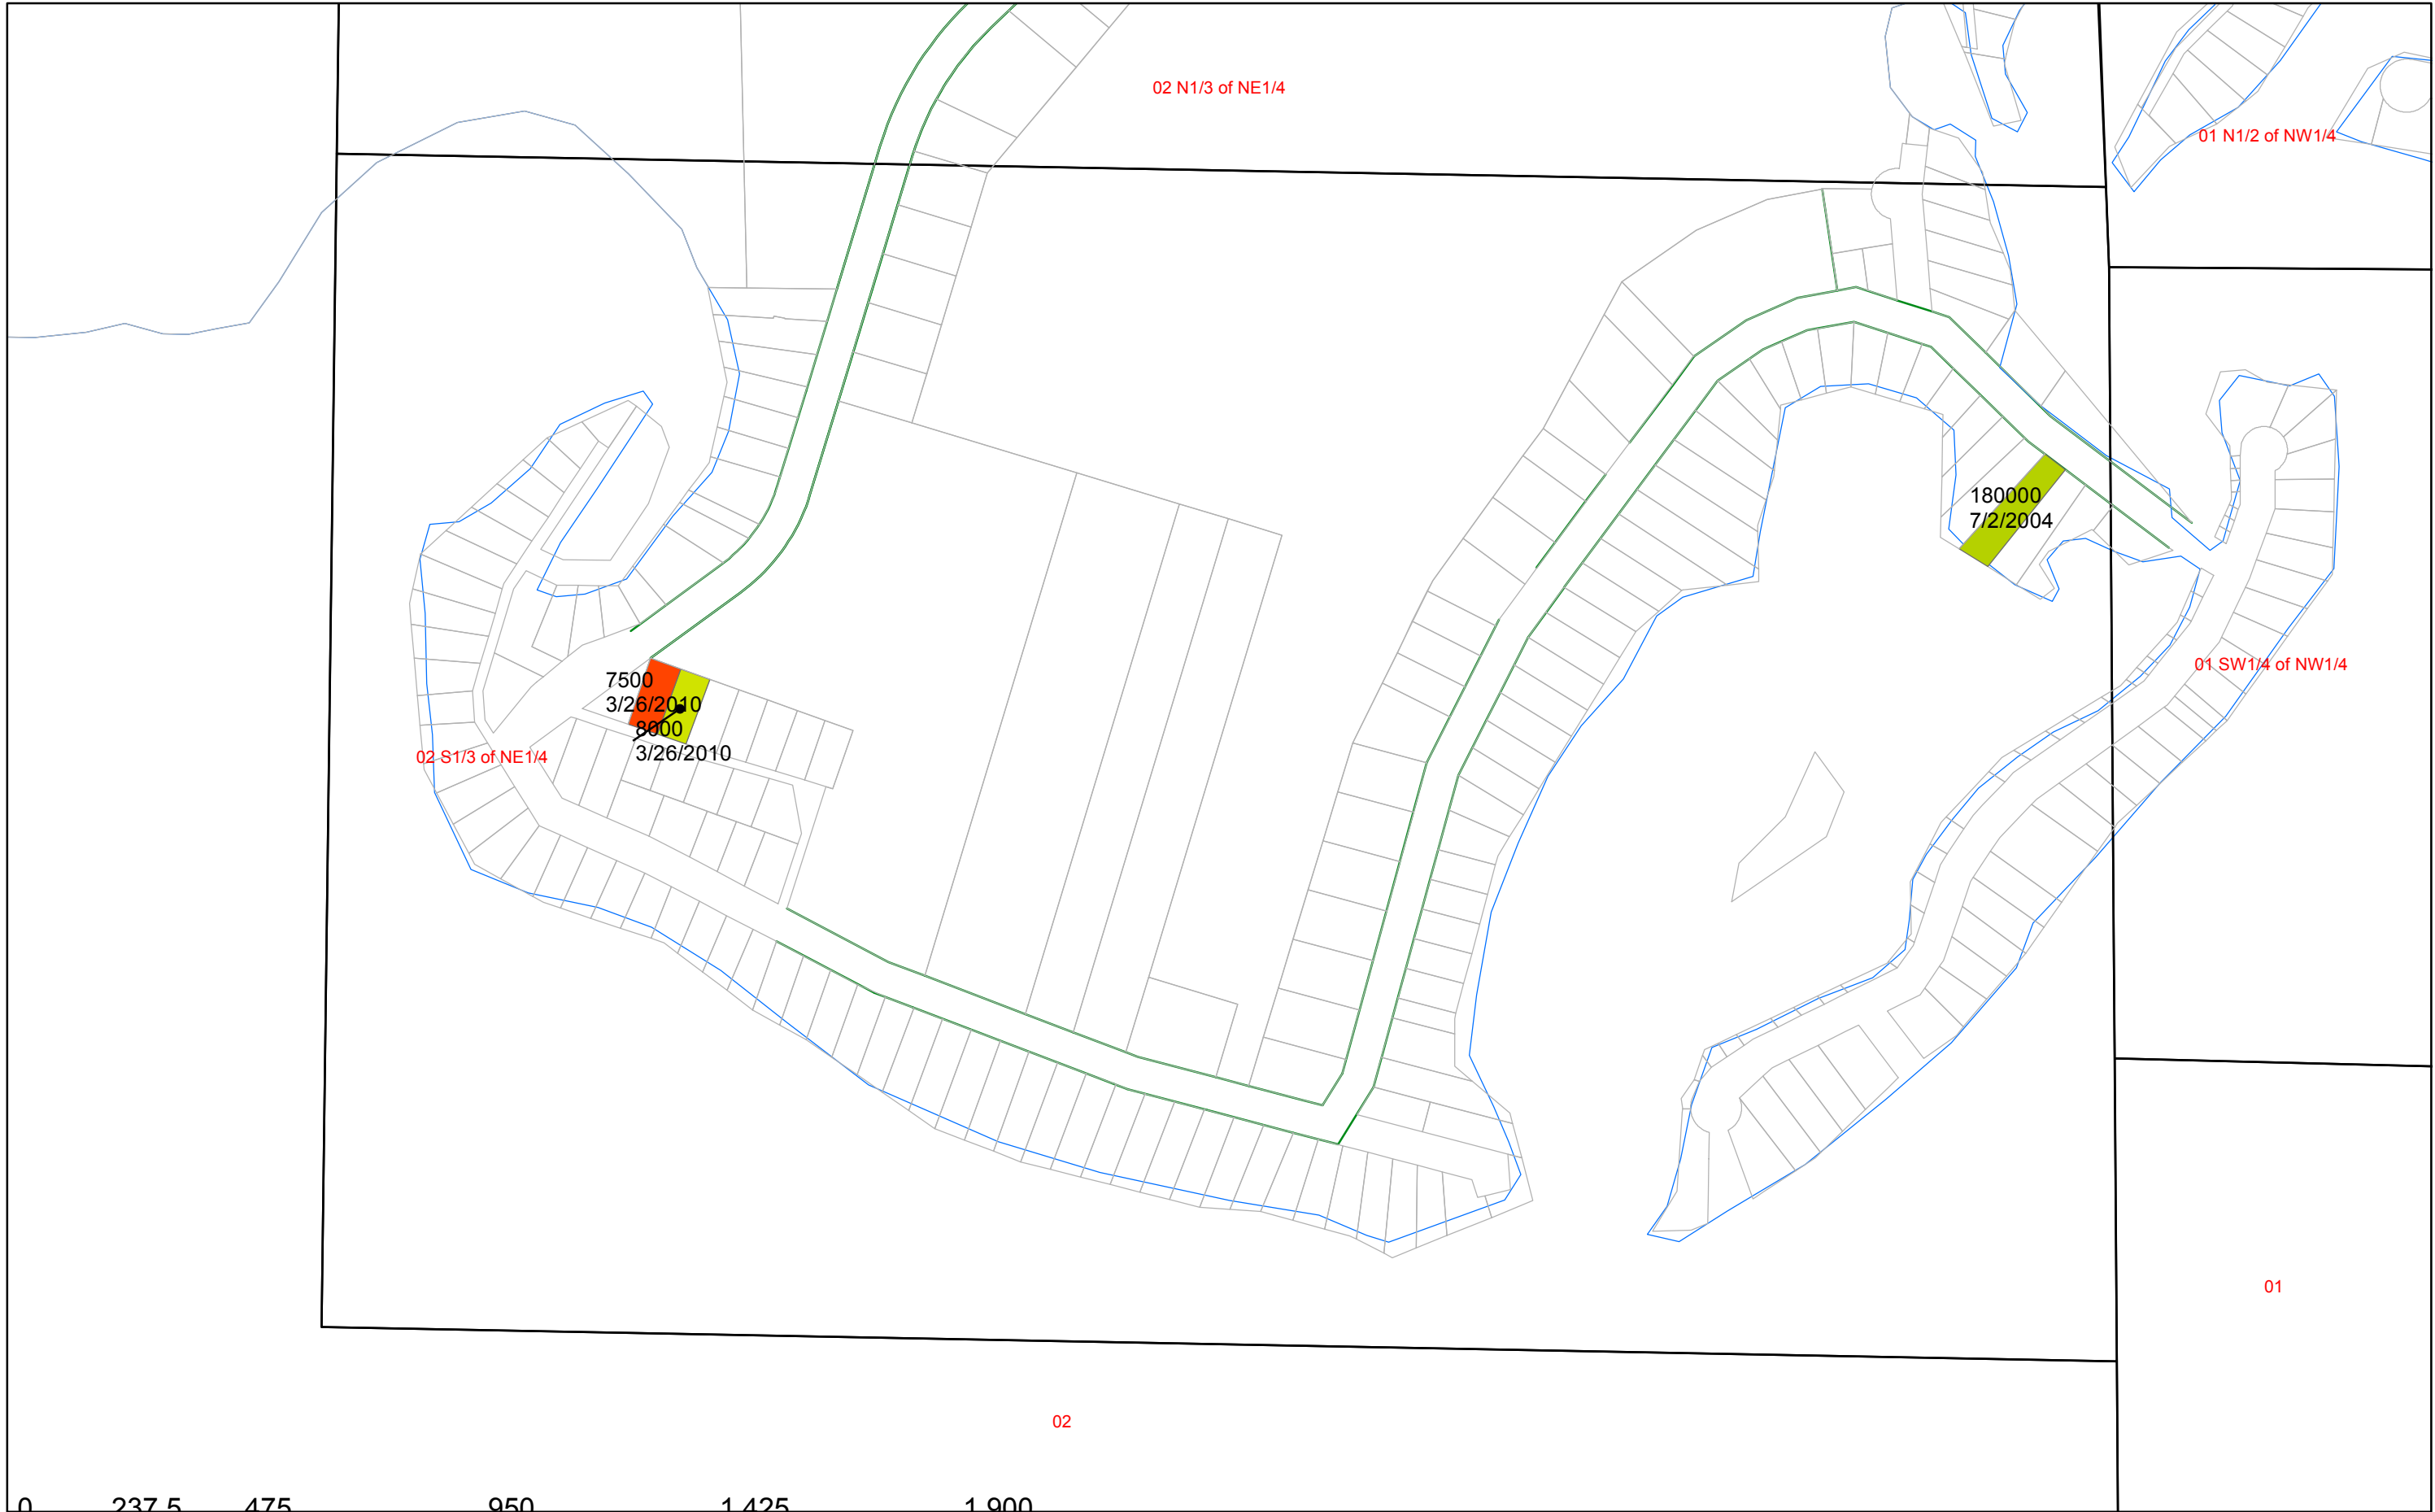 02 N1/3 of NE1/4
01 N1/2 of NW1/4
180000
7/2/2004
01 SW1/4 of NW1/4
7500
3/26/2010
8000
3/26/2010
02 S1/3 of NE1/4
01
02
0 237.5 475 950 1,425 1,900